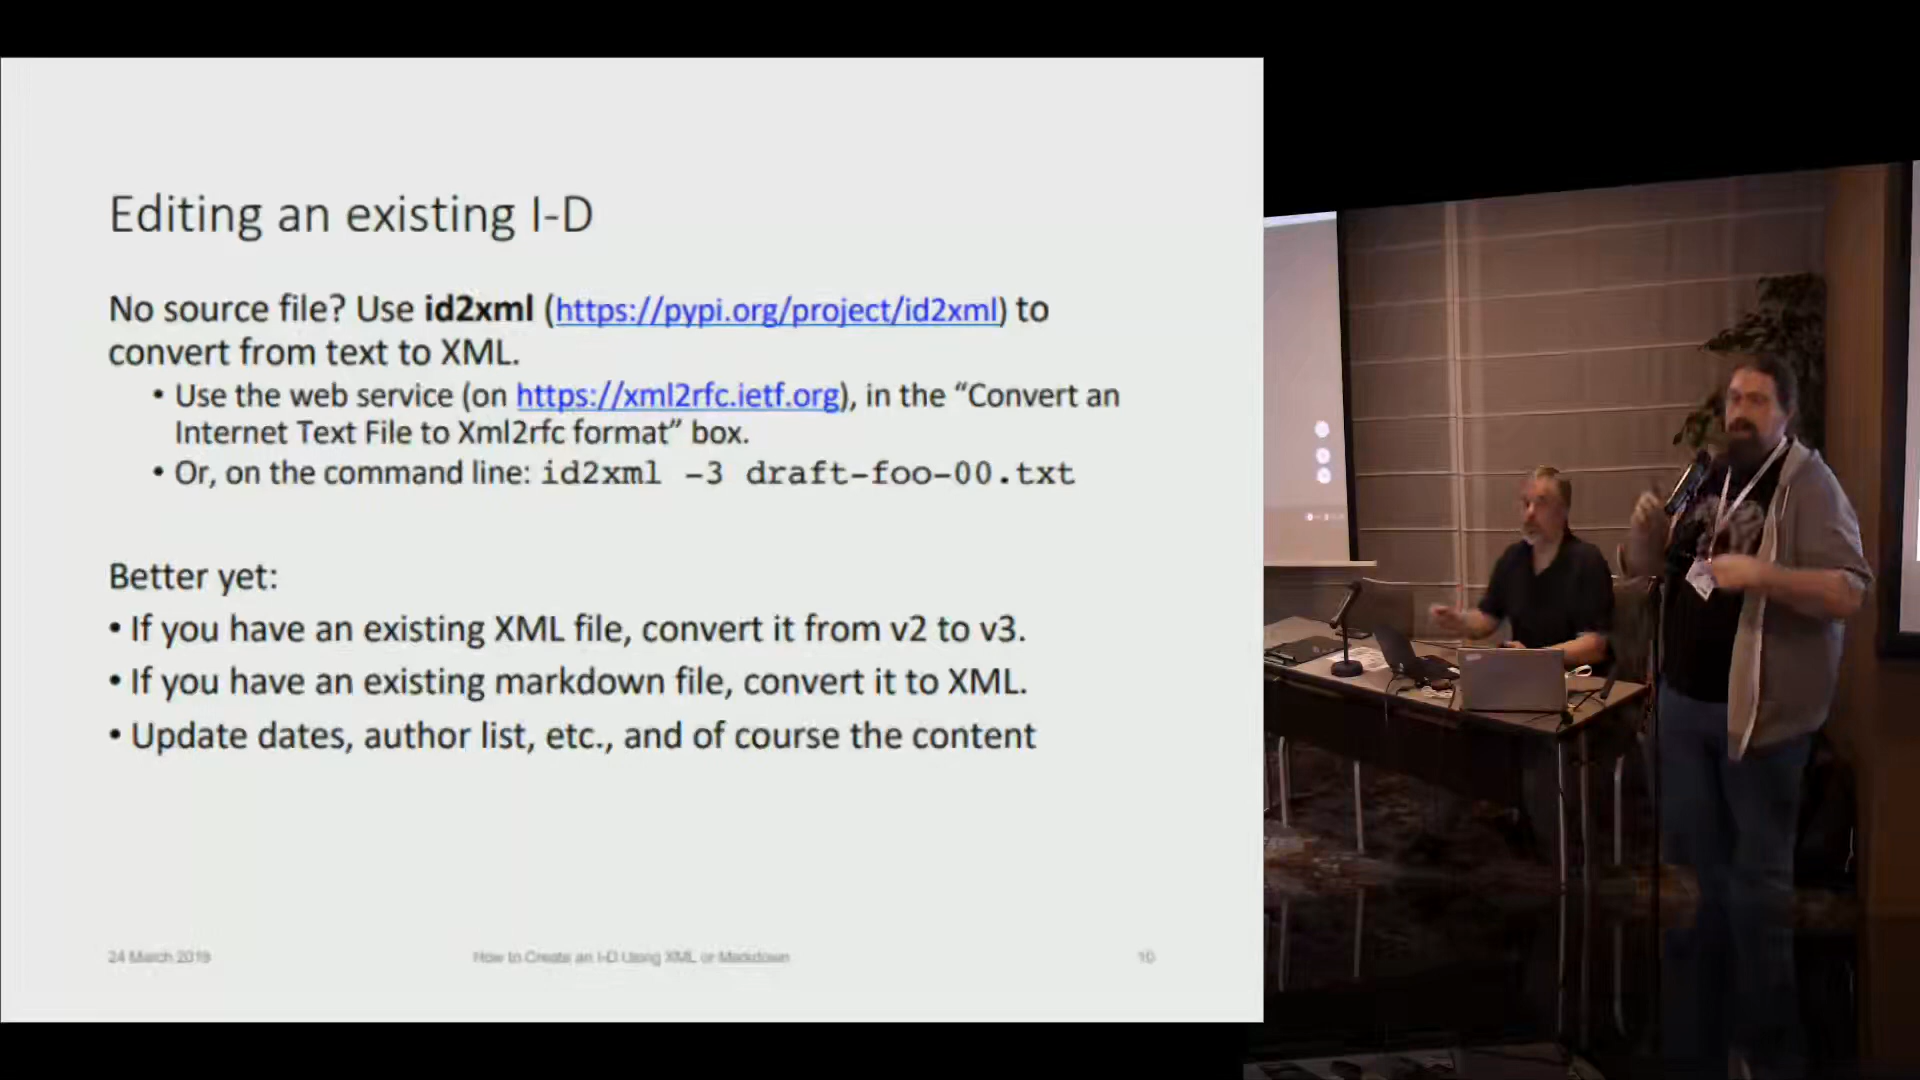 Editing an existing I-D
No source file? Use id2xml (https://pypi.org/project/id2xml) to
convert from text to XML.
• Use the web service (on https://xml2rfc.ietf.org), in the “Convert an
Internet Text File to Xml2rfc format” box.
• Or, on the command line: id2xml -3 draft-foo-00.txt
Better yet:
• If you have an existing XML file, convert it from v2 to v3.
• If you have an existing markdown file, convert it to XML.
• Update dates, author list, etc., and of course the content
24 March 2019
How to Create an I-D Using XML or Markdown
10